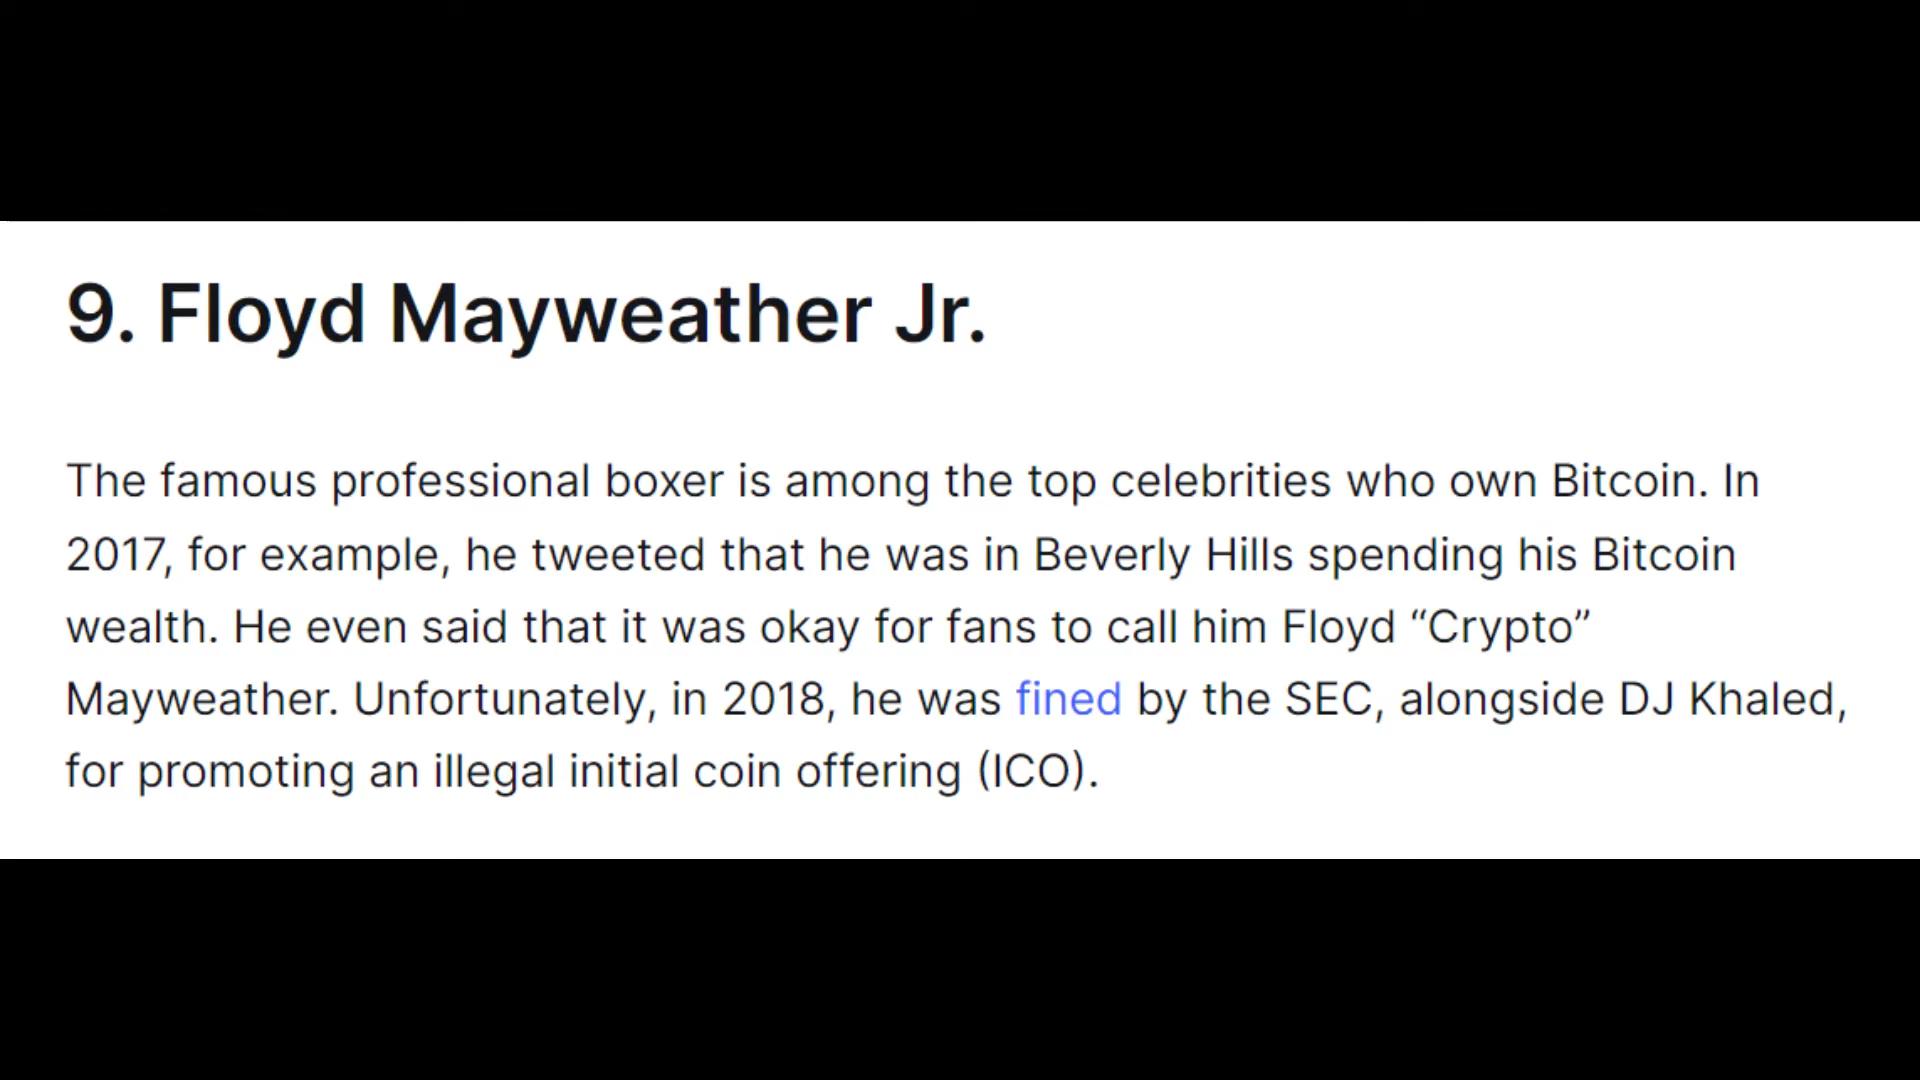 9. Floyd Mayweather Jr.
The famous professional boxer is among the top celebrities who own Bitcoin. In
2017, for example, he tweeted that he was in Beverly Hills spending his Bitcoin
wealth. He even said that it was okay for fans to call him Floyd “Crypto”
Mayweather. Unfortunately, in 2018, he was fined by the SEC, alongside DJ Khaled,
for promoting an illegal initial coin offering (ICO).